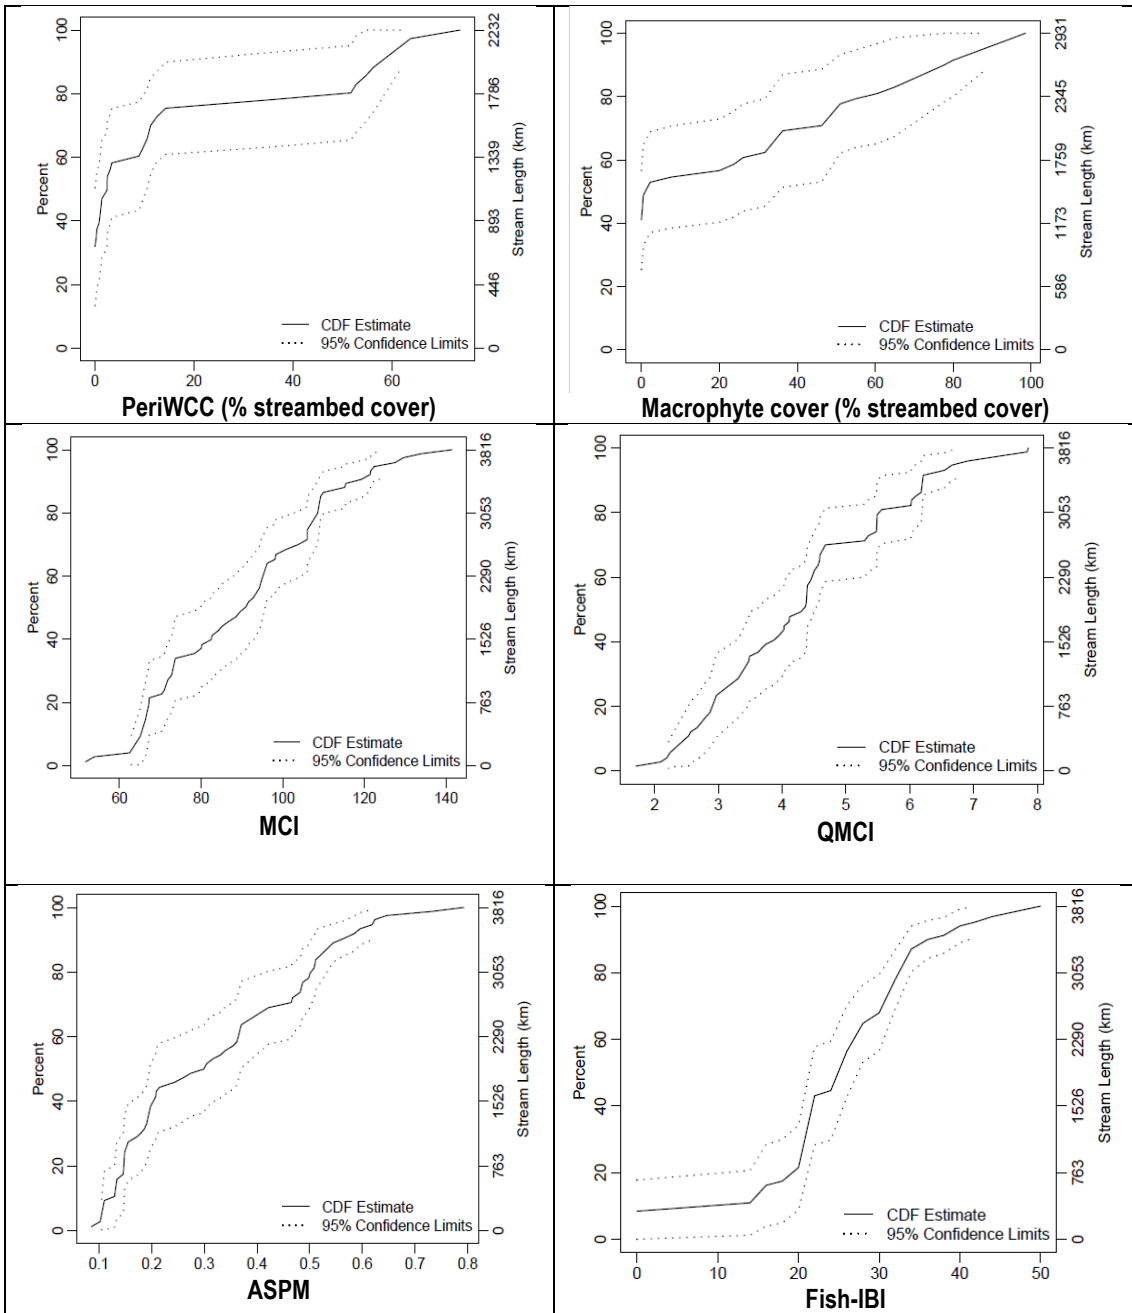 100
80
60
40
20
0
Percent
2232
1786
1339
893
446
0
Stream Length (km)
CDF Estimate
95% Confidence Limits
0 20 40 60
PeriWCC (% streambed cover)
100
80
60
40
20
0
Percent
2931
2345
1759
1173
586
0
Stream Length (km)
CDF Estimate
95% Confidence Limits
0 20 40 60 80 100
Macrophyte cover (% streambed cover)
100
80
60
40
20
0
Percent
3816
3053
2290
1526
763
0
Stream Length (km)
CDF Estimate
95% Confidence Limits
60 80 100 120 140
MCI
100
80
60
40
20
0
Percent
3816
3053
2290
1526
763
0
Stream Length (km)
CDF Estimate
95% Confidence Limits
2 3 4 5 6 7 8
QMCI
100
80
60
40
20
0
Percent
3816
3053
2290
1526
763
0
Stream Length (km)
CDF Estimate
95% Confidence Limits
0.1 0.2 0.3 0.4 0.5 0.6 0.7 0.8
ASPM
100
80
60
40
20
0
Percent
3816
3053
2290
1526
763
0
Stream Length (km)
CDF Estimate
95% Confidence Limits
0 10 20 30 40 50
Fish-IBI